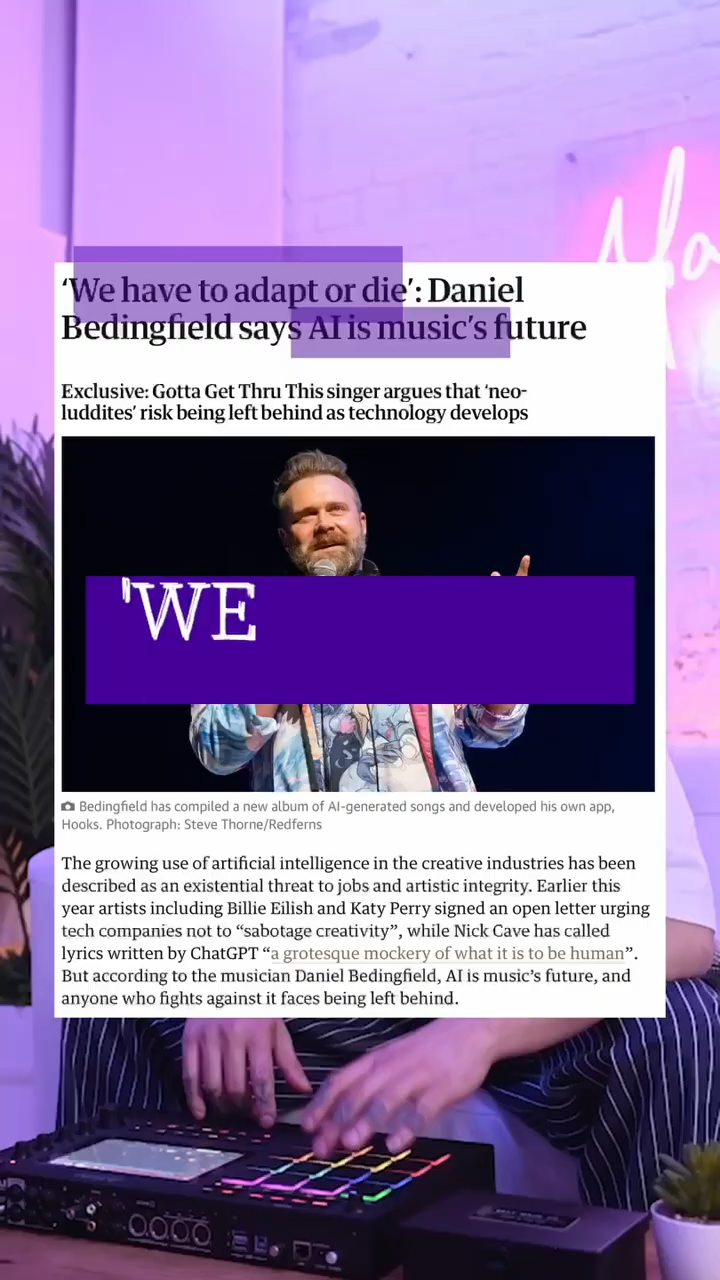 ‘We have to adapt or die’: Daniel
Bedingfield says AI is music’s future
Exclusive: Gotta Get Thru This singer argues that ‘neo-
luddites’ risk being left behind as technology develops
'WE
Bedingfield has compiled a new album of AI-generated songs and developed his own app,
Hooks. Photograph: Steve Thorne/Redferns
The growing use of artificial intelligence in the creative industries has been
described as an existential threat to jobs and artistic integrity. Earlier this
year artists including Billie Eilish and Katy Perry signed an open letter urging
tech companies not to “sabotage creativity”, while Nick Cave has called
lyrics written by ChatGPT “a grotesque mockery of what it is to be human”.
But according to the musician Daniel Bedingfield, AI is music’s future, and
anyone who fights against it faces being left behind.